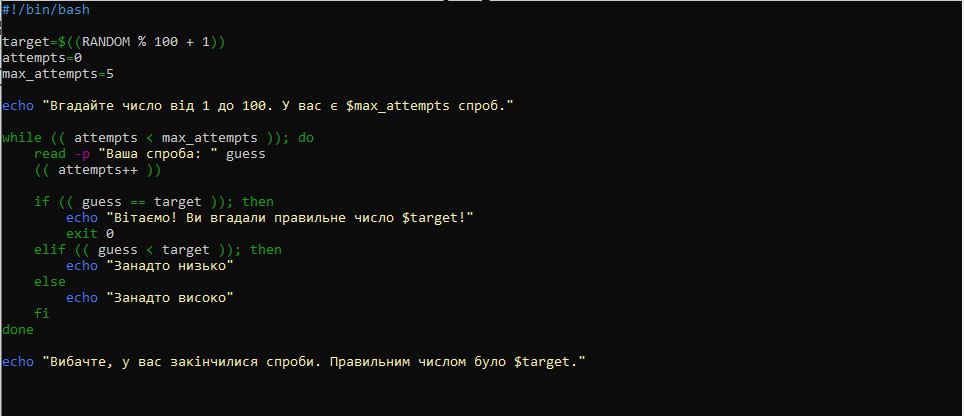 #!/bin/bash
target=$((RANDOM % 100 + 1))
attempts=0
max_attempts=5
echo "Вгадайте число від 1 до 100. У вас є $max_attempts спроб."
while (( attempts < max_attempts )); do
    read -p "Ваша спроба: " guess
    (( attempts++ ))
    if (( guess == target )); then
        echo "Вітаємо! Ви вгадали правильне число $target!"
        exit 0
    elif (( guess < target )); then
        echo "Занадто низько"
    else
        echo "Занадто високо"
    fi
done
echo "Вибачте, у вас закінчилися спроби. Правильним числом було $target."